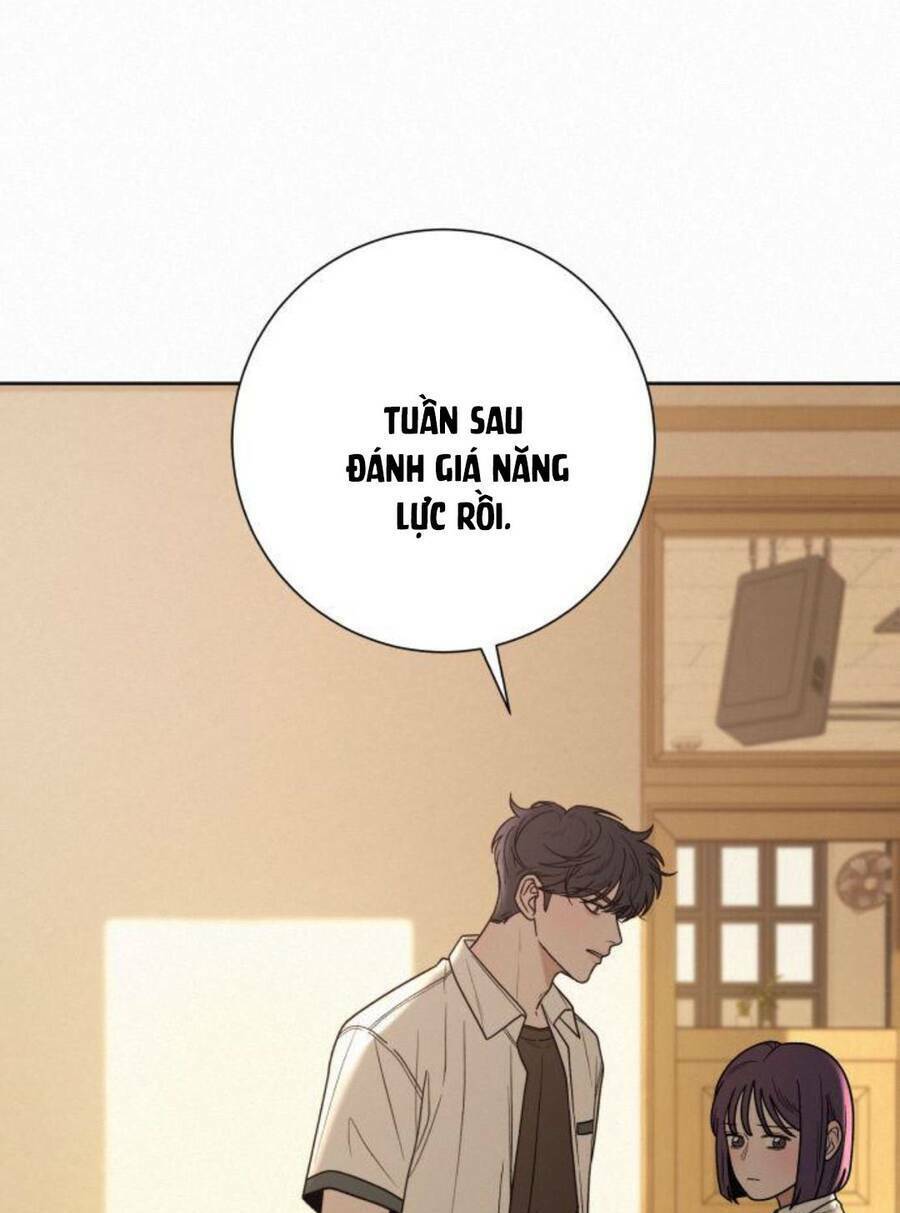 TUẦN SAU
ĐÁNH GIÁ NĂNG
LỰC RỒI.